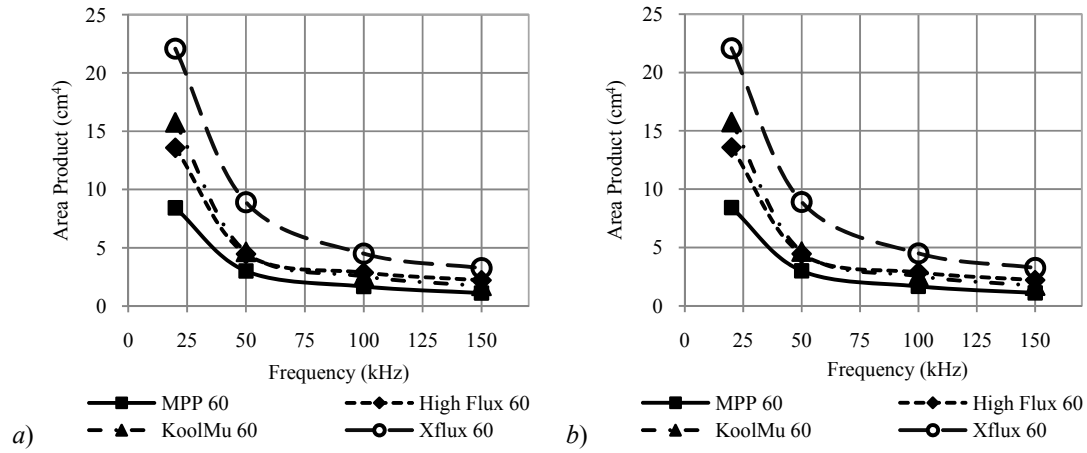 25
20
15
10
5
0
Area Product (cm⁴)
0 25 50 75 100 125 150
Frequency (kHz)
MPP 60 High Flux 60
KoolMu 60 Xflux 60
a)
25
20
15
10
5
0
Area Product (cm⁴)
0 25 50 75 100 125 150
Frequency (kHz)
MPP 60 High Flux 60
KoolMu 60 Xflux 60
b)